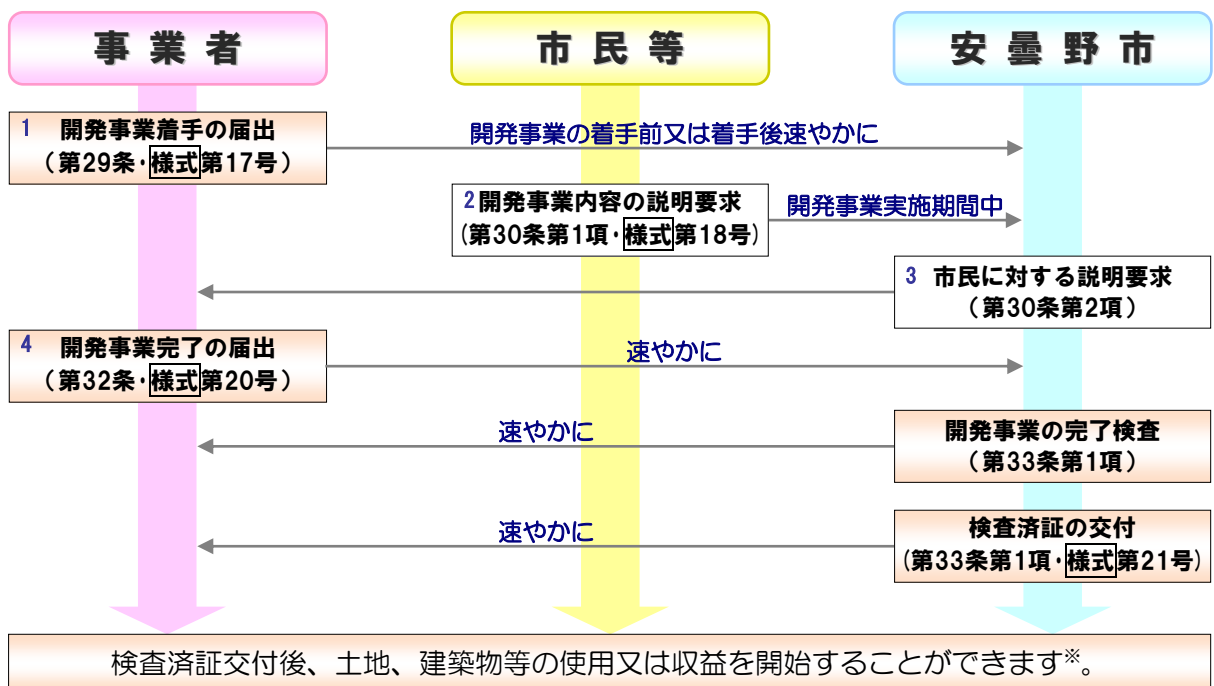 事業者
市民等
安曇野市
1 開発事業着手の届出
（第29条・様式第17号）
開発事業の着手前又は着手後速やかに
2開発事業内容の説明要求
(第30条第1項・様式第18号)
開発事業実施期間中
3 市民に対する説明要求
（第30条第2項）
4 開発事業完了の届出
（第32条・様式第20号）
速やかに
開発事業の完了検査
（第33条第1項）
速やかに
検査済証の交付
(第33条第1項・様式第21号)
速やかに
検査済証交付後、土地、建築物等の使用又は収益を開始することができます※。